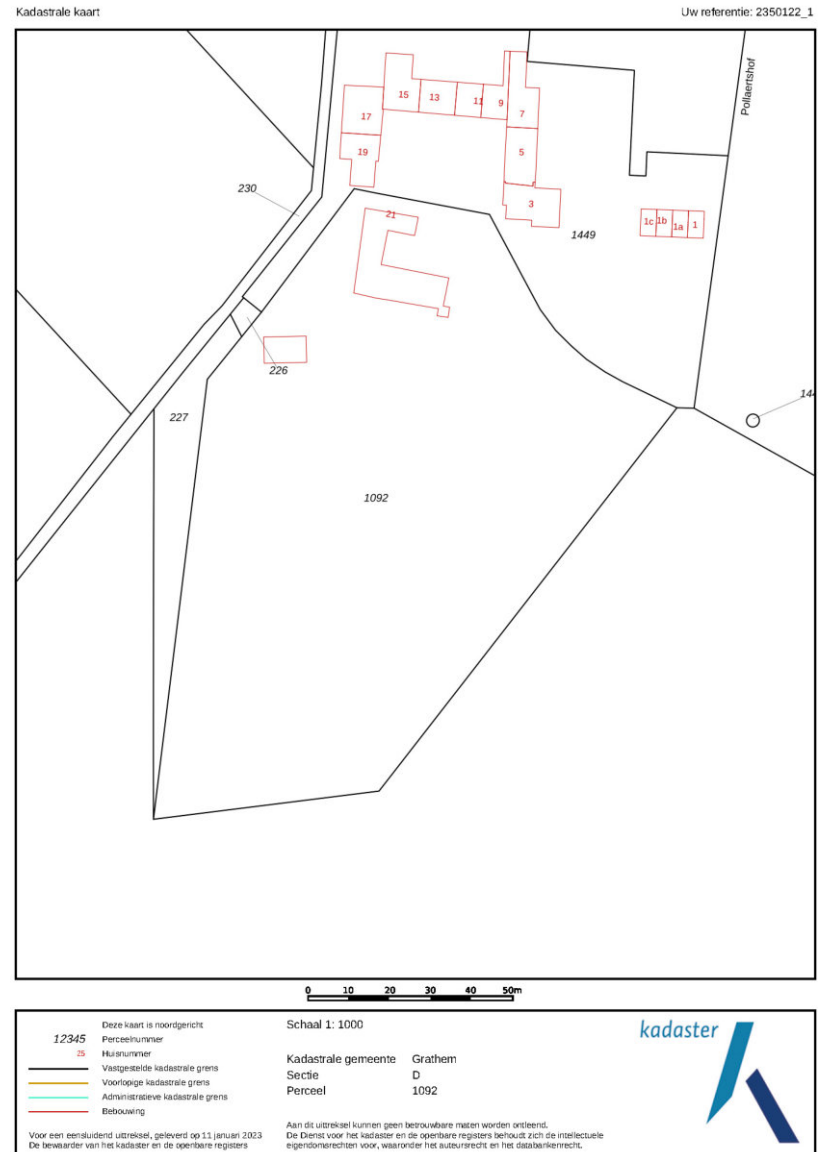 Kadastrale kaart
Uw referentie: 2350122_1
Pollaertshof
15
13
11
9
7
17
19
5
3
21
230
1449
1c
1b
1a
1
226
227
144
1092
0 10 20 30 40 50m
Deze kaart is noordgericht
12345 Perceelnummer
25 Huisnummer
Vastgestelde kadastrale grens
Voorlopige kadastrale grens
Administratieve kadastrale grens
Bebouwing
Voor een eensluidend uittreksel, geleverd op 11 januari 2023
De bewaarder van het kadaster en de openbare registers
Schaal 1: 1000
Kadastrale gemeente Grathem
Sectie D
Perceel 1092
Aan dit uittreksel kunnen geen betrouwbare maten worden ontleend.
De Dienst voor het kadaster en de openbare registers behoudt zich de intellectuele
eigendomsrechten voor, waaronder het auteursrecht en het databankenrecht.
kadaster